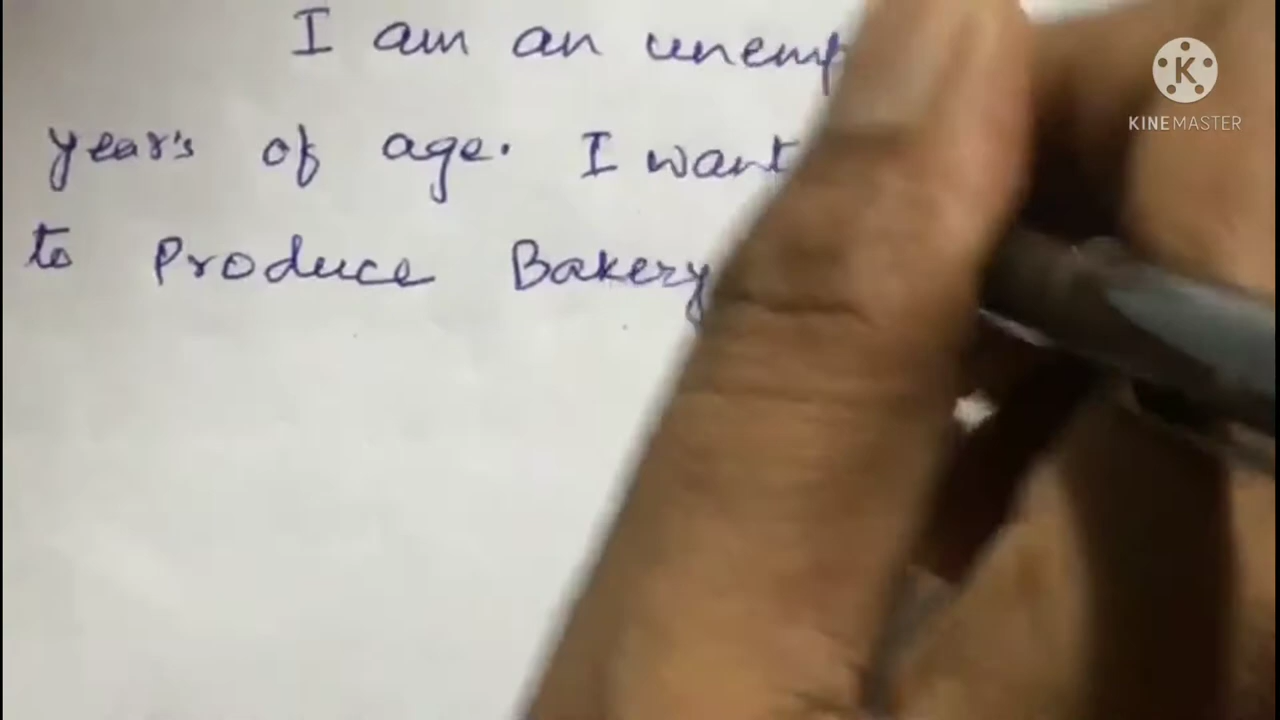 I am an unemp
year's of age. I want
to Produce Bakery
K
KINEMASTER